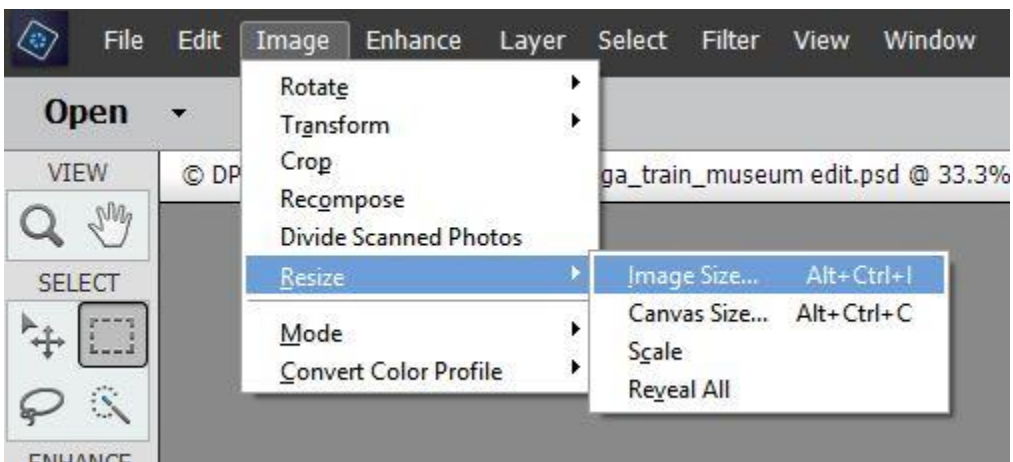 File Edit Image Enhance Layer Select Filter View Window
Open
VIEW
© DP
ga_train_museum edit.psd @ 33.3%
SELECT
Rotate
Transform
Crop
Recompose
Divide Scanned Photos
Resize
Mode
Convert Color Profile
Image Size... Alt+Ctrl+I
Canvas Size... Alt+Ctrl+C
Scale
Reveal All
ENHANCE